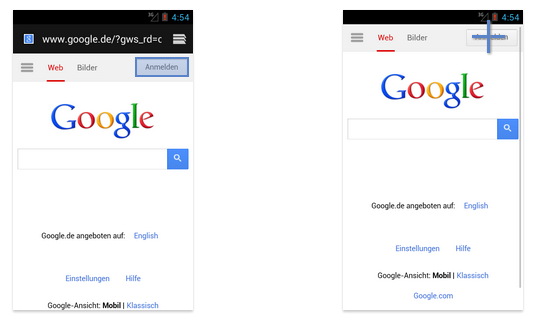 4:54
www.google.de/?gws_rd=c
Web Bilder Anmelden
Google
Google.de angeboten auf: English
Einstellungen Hilfe
Google-Ansicht: Mobil | Klassisch
4:54
Web Bilder Anmelden
Google
Google.de angeboten auf: English
Einstellungen Hilfe
Google-Ansicht: Mobil | Klassisch
Google.com